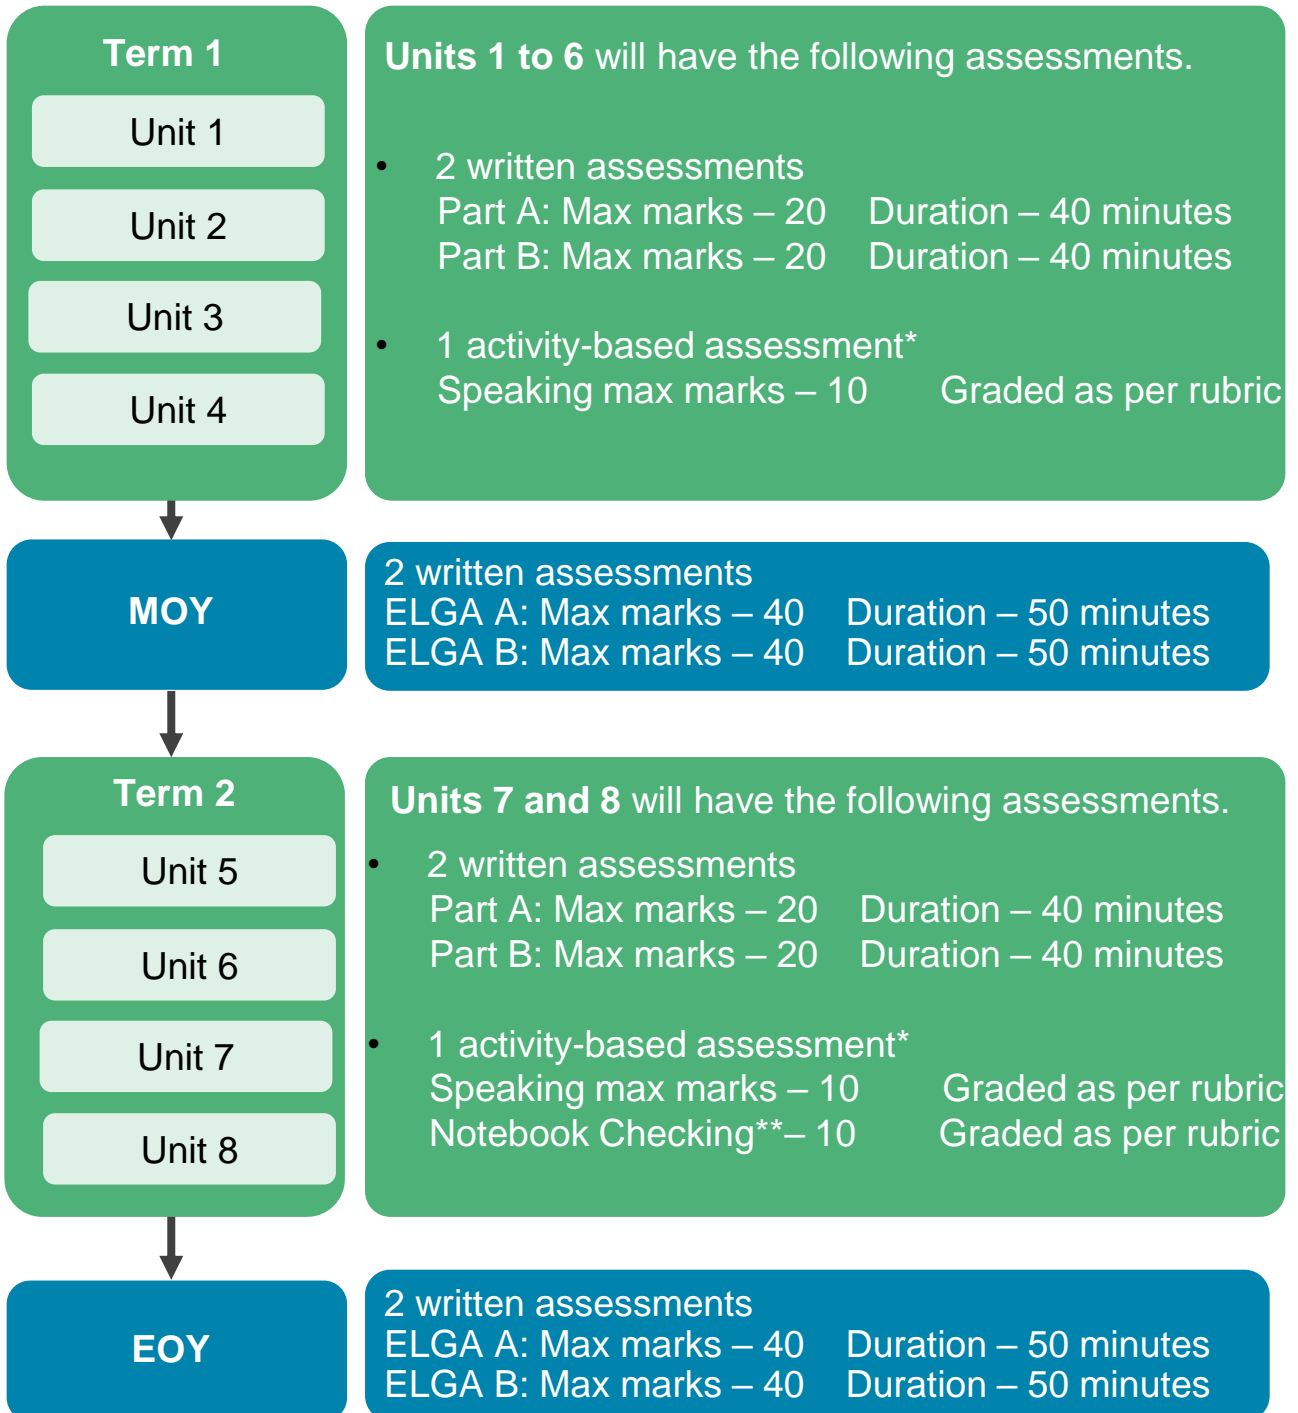 Term 1
Unit 1
Unit 2
Unit 3
Unit 4
Units 1 to 6 will have the following assessments.
• 2 written assessments
Part A: Max marks – 20 Duration – 40 minutes
Part B: Max marks – 20 Duration – 40 minutes
• 1 activity-based assessment*
Speaking max marks – 10 Graded as per rubric
MOY
2 written assessments
ELGA A: Max marks – 40 Duration – 50 minutes
ELGA B: Max marks – 40 Duration – 50 minutes
Term 2
Unit 5
Unit 6
Unit 7
Unit 8
Units 7 and 8 will have the following assessments.
• 2 written assessments
Part A: Max marks – 20 Duration – 40 minutes
Part B: Max marks – 20 Duration – 40 minutes
• 1 activity-based assessment*
Speaking max marks – 10 Graded as per rubric
Notebook Checking**– 10 Graded as per rubric
EOY
2 written assessments
ELGA A: Max marks – 40 Duration – 50 minutes
ELGA B: Max marks – 40 Duration – 50 minutes